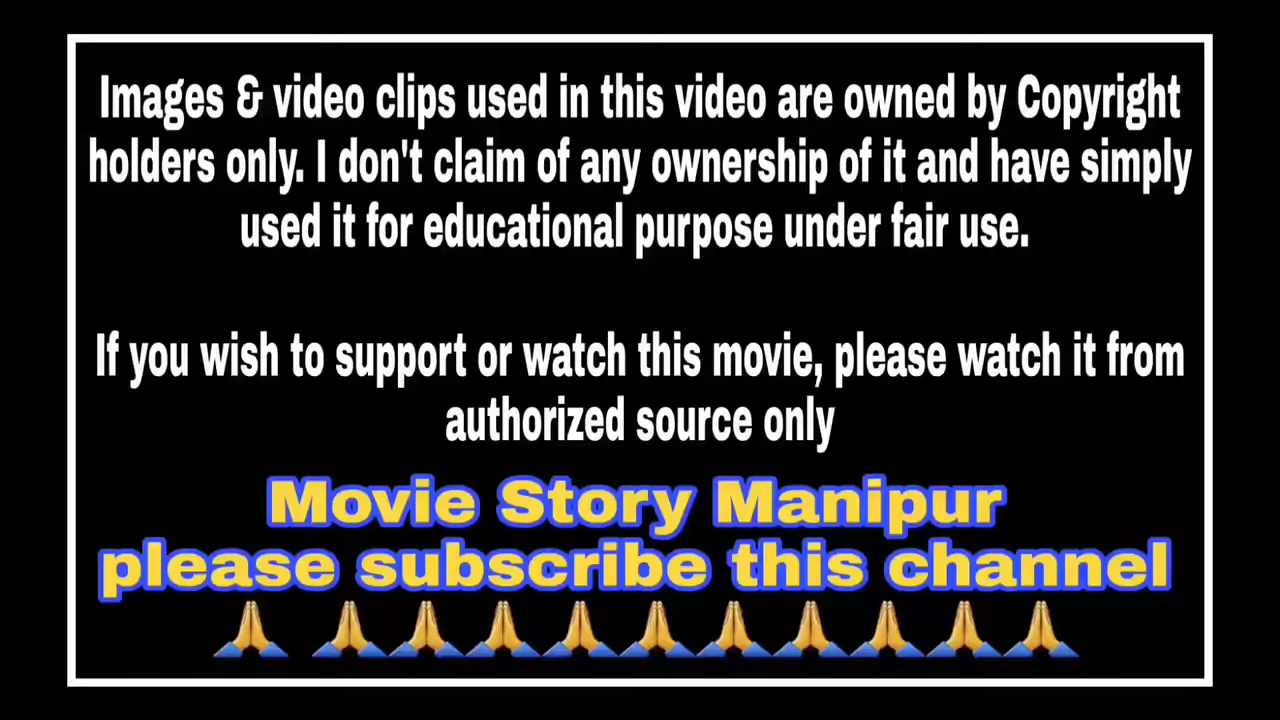 Images & video clips used in this video are owned by Copyright
holders only. I don't claim of any ownership of it and have simply
used it for educational purpose under fair use.
If you wish to support or watch this movie, please watch it from
authorized source only
Movie Story Manipur
please subscribe this channel
🙏 🙏🙏🙏🙏🙏🙏🙏🙏🙏🙏